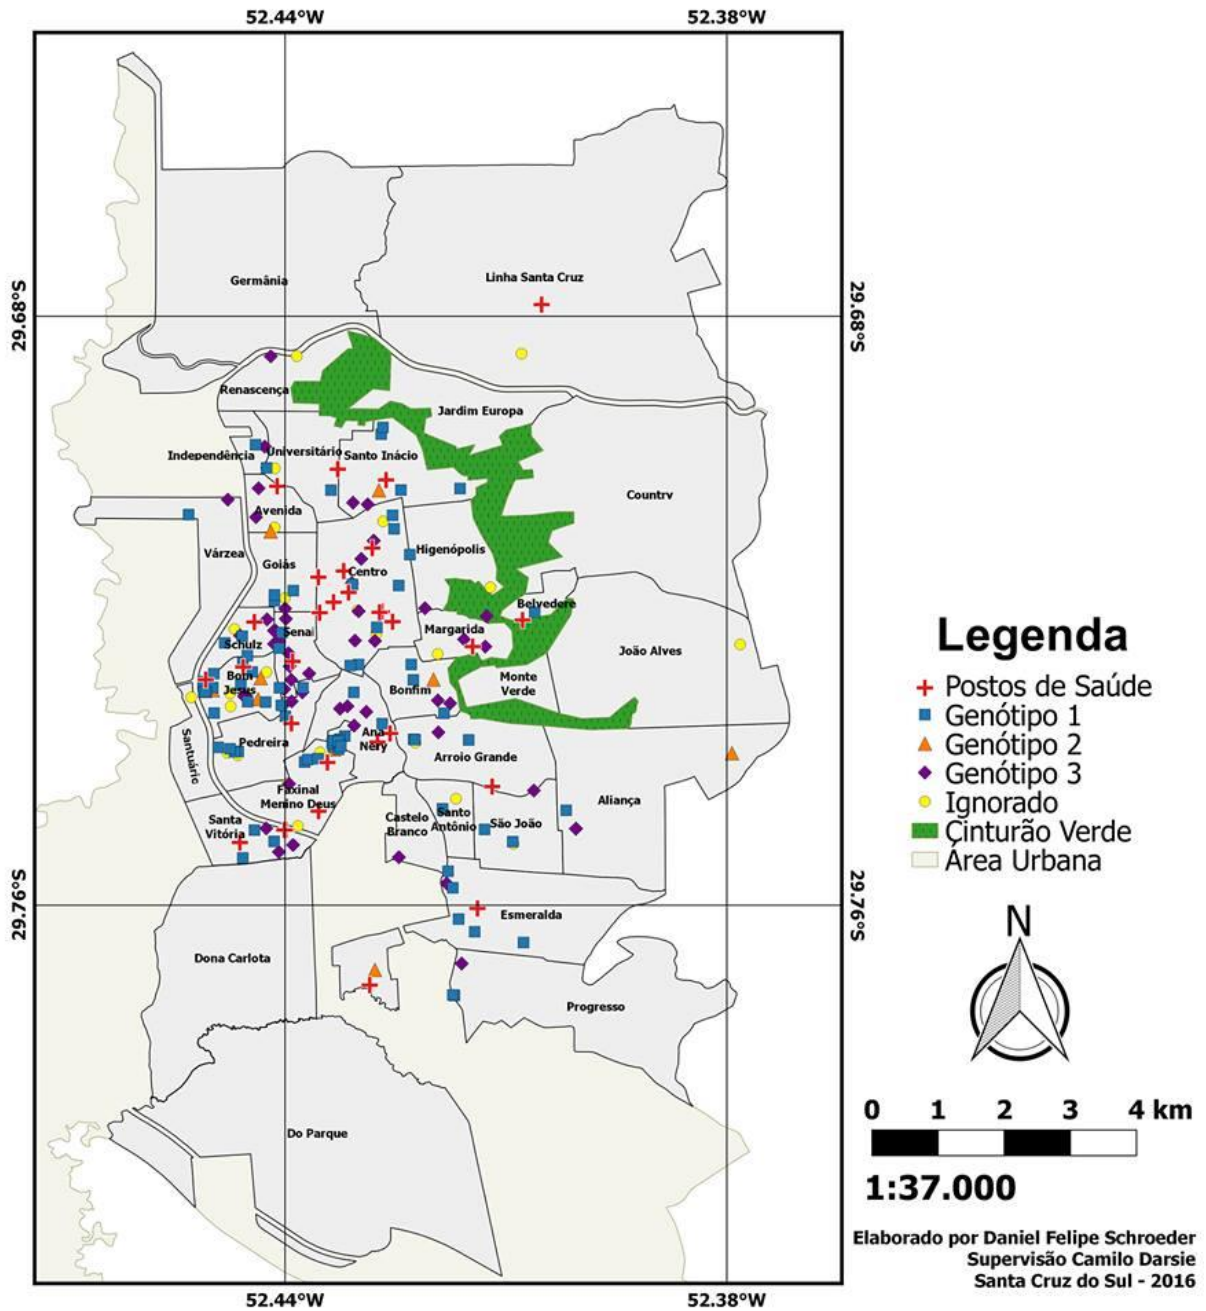 52.44°W
52.38°W
29.68°S
29.68°S
Germânia
Linha Santa Cruz
Renascença
Jardim Europa
Independência
Universitário
Santo Inácio
Country
Avenida
Várzea
Goiás
Centro
Higenópolis
Belvedere
Schulz
Senai
Margarida
João Alves
Bom
Jesus
Bonfim
Monte
Verde
Santuário
Pedreira
Ana
Nery
Arroio Grande
Faxinal
Menino Deus
Santa
Vitória
Castelo
Branco
Santo
Antônio
São João
Aliança
29.76°S
29.76°S
Esmeralda
Dona Carlota
Progresso
Do Parque
52.44°W
52.38°W
Legenda
Postos de Saúde
Genótipo 1
Genótipo 2
Genótipo 3
Ignorado
Cinturão Verde
Área Urbana
N
0 1 2 3 4 km
1:37.000
Elaborado por Daniel Felipe Schroeder
Supervisão Camilo Darsie
Santa Cruz do Sul - 2016